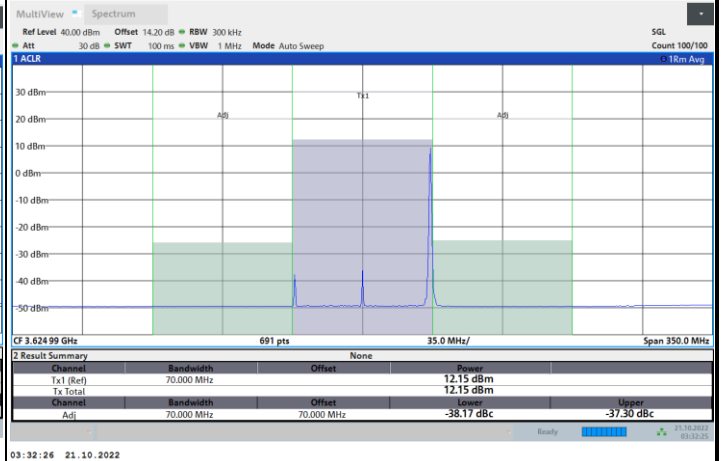 MultiView Spectrum
Ref Level 40.00 dBm Offset 14.20 dB RBW 300 kHz SGL
Att 30 dB SWT 100 ms VBW 1 MHz Mode Auto Sweep Count 100/100
1 ACLR 1Rm Avg
30 dBm
Tx1
20 dBm
Adj Adj
10 dBm
0 dBm
-10 dBm
-20 dBm
-30 dBm
-40 dBm
-50 dBm
CF 3.624 99 GHz 691 pts 35.0 MHz/ Span 350.0 MHz
2 Result Summary None
Channel Bandwidth Offset Power
Tx1 (Ref) 70.000 MHz 12.15 dBm
Tx Total 12.15 dBm
Channel Bandwidth Offset Lower Upper
Adj 70.000 MHz 70.000 MHz -38.17 dBc -37.30 dBc
Ready 21.10.2022
03:32:25
03:32:26 21.10.2022